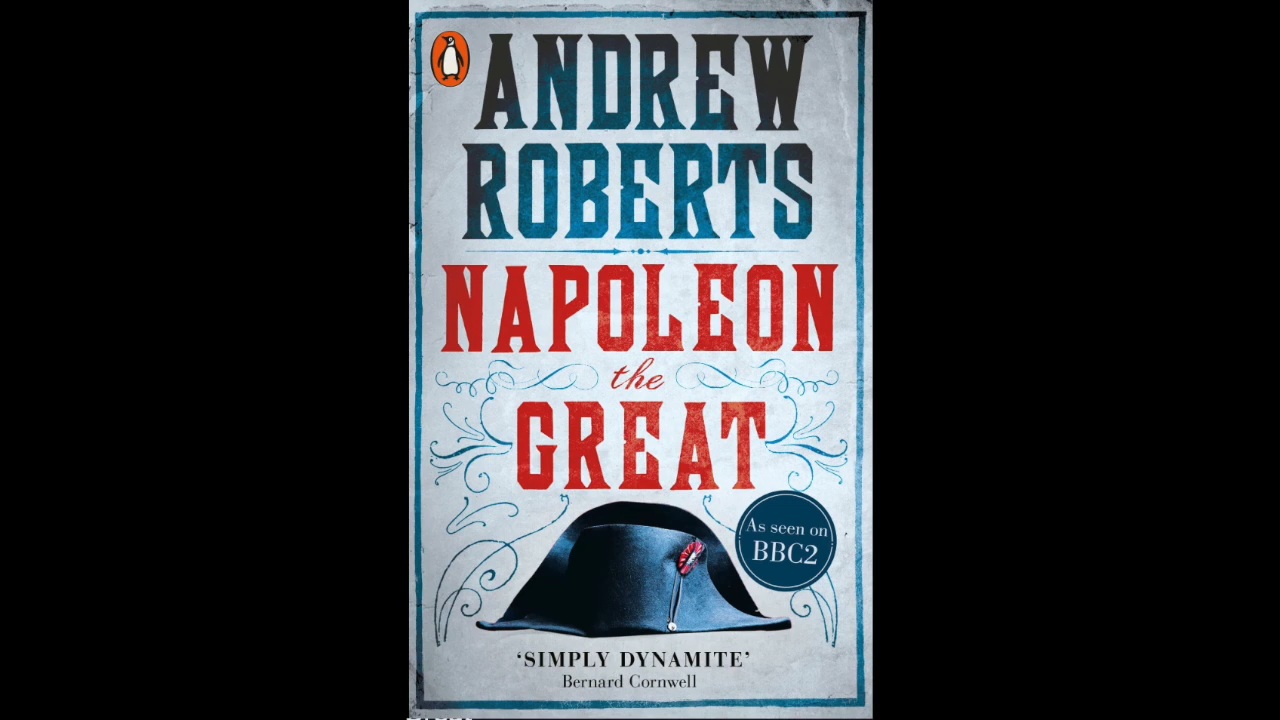 ANDREW
ROBERTS
NAPOLEON
the
GREAT
As seen on
BBC2
‘SIMPLY DYNAMITE’
Bernard Cornwell